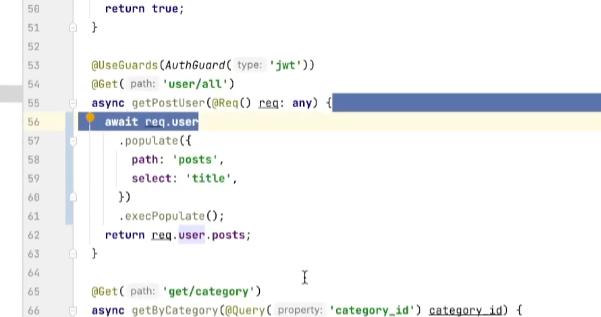 50 return true;
51 }
52
53 @UseGuards(AuthGuard( type: 'jwt'))
54 @Get( path: 'user/all')
55 async getPostUser(@Req() req: any) {
56 await req.user
57 .populate({
58 path: 'posts',
59 select: 'title',
60 })
61 .execPopulate();
62 return req.user.posts;
63 }
64
65 @Get( path: 'get/category')
66 async getByCategory(@Query( property: 'category_id') category_id) {